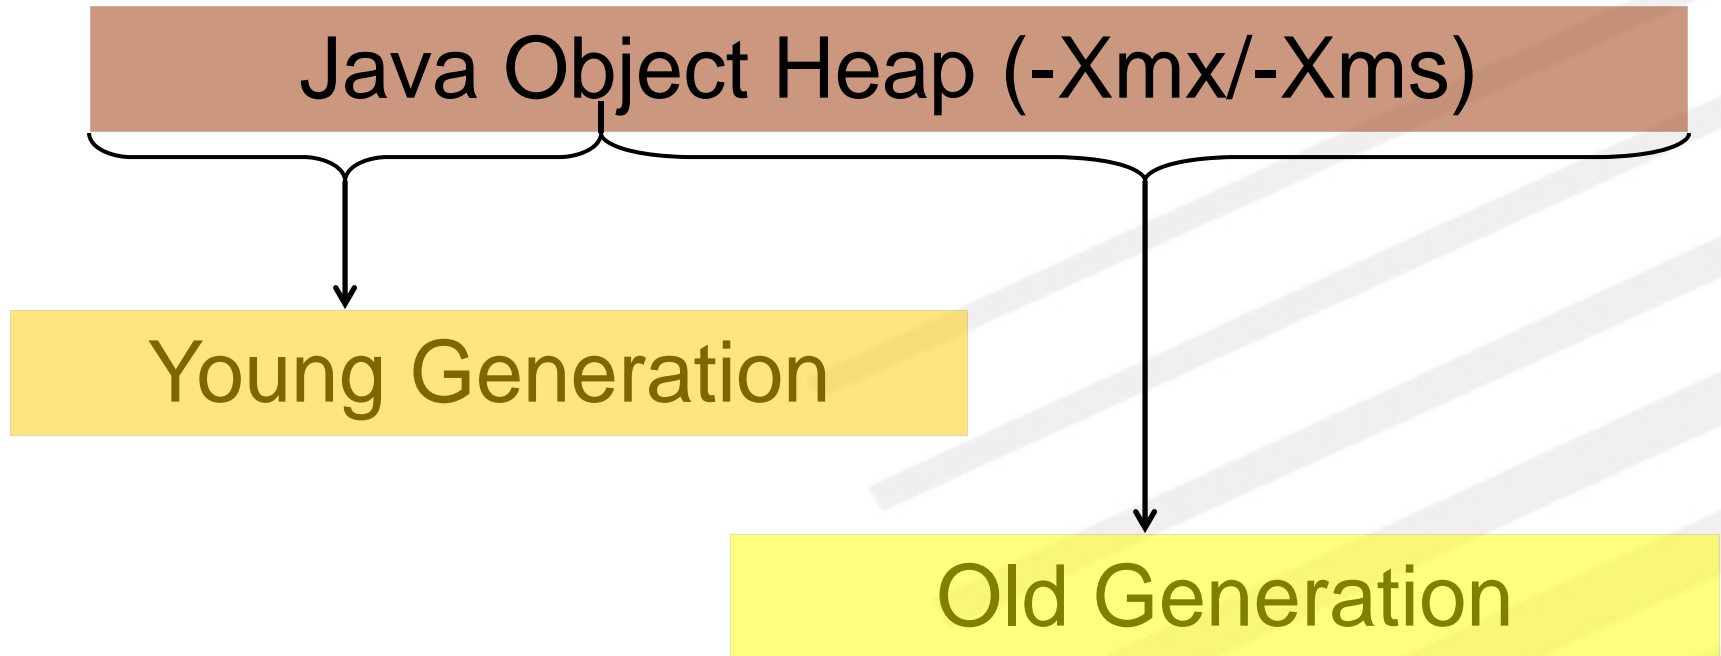 Java Object Heap (-Xmx/-Xms)
Young Generation
Old Generation